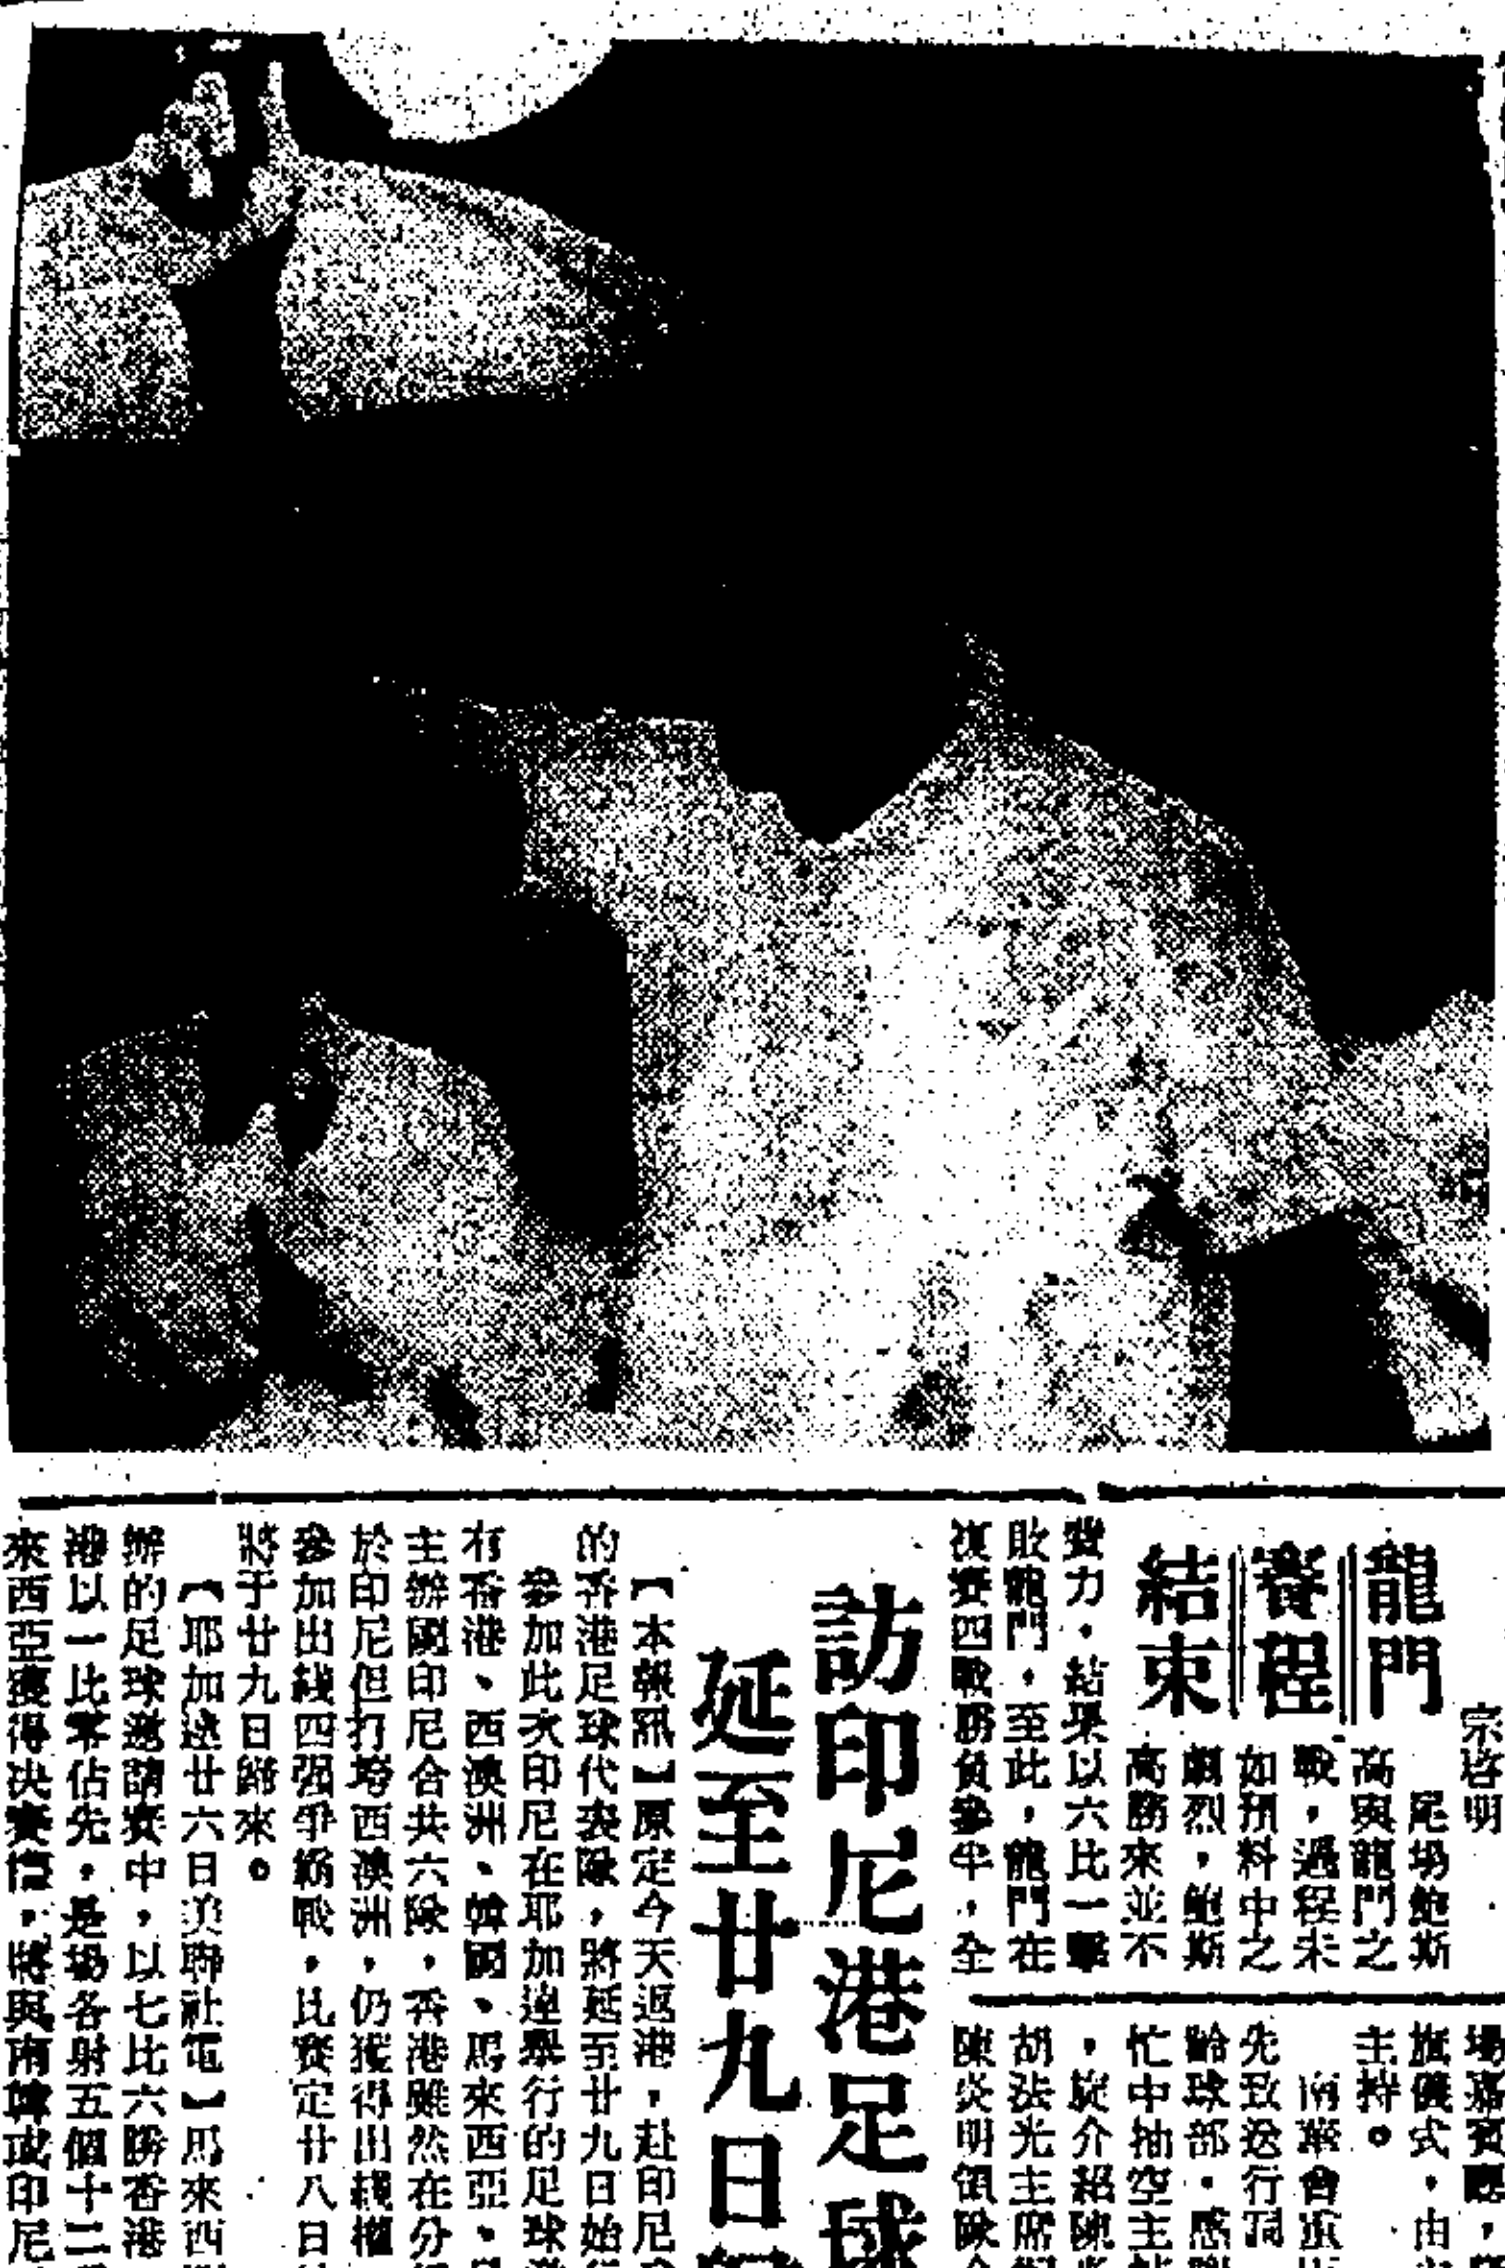 宗啓明
龍門
賽程
結束
尾塲鮑斯
高與龍門之
戰，過程未
如預料中之
劇烈，鮑斯
高勝來並不
費力，結果以六比一擊
敗龍門，至此，龍門在
復賽四戰勝負參半，全
旗儀式，由
主持。
先致送行
齡球部，感
忙中抽空主
，旋介紹陳
胡法光主席
陳炎明領隊
訪印尼港足球
延至廿九日
【本報訊】原定今天返港，赴印尼
的香港足球代表隊，將延至廿九日始
參加此次印尼在耶加達舉行的足球
有香港、西澳洲、韓國、馬來西亞、
主辦國印尼合共六隊，香港雖然在分
於印尼但打垮西澳洲，仍獲得出綫權
參加出綫四强爭霸戰，比賽定廿八日
將于廿九日歸來。
【耶加達廿六日美聯社電】馬來西
辦的足球邀請賽中，以七比六勝香港
港以一比零佔先，是塲各射五個十二
來西亞獲得决賽權，將與南韓或印尼